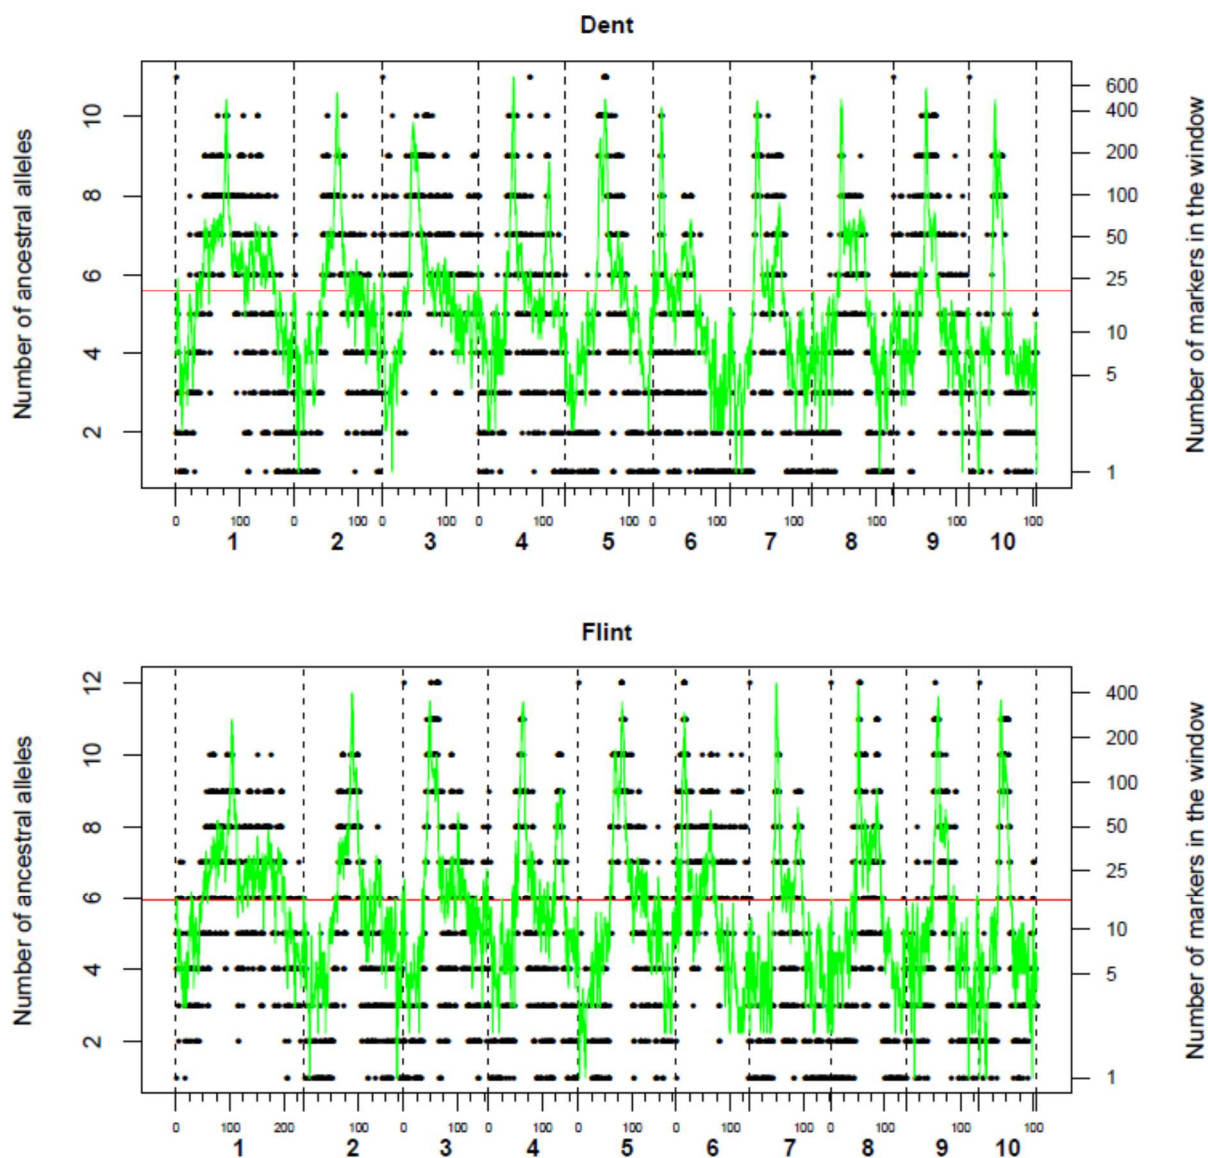 Dent
Number of ancestral alleles
10
8
6
4
2
600
400
200
100
50
25
10
5
1
Number of markers in the window
0 100 0 100 0 100 0 100 100 0 100 100 100 100 100
1 2 3 4 5 6 7 8 9 10
Flint
Number of ancestral alleles
12
10
8
6
4
2
400
200
100
50
25
10
5
1
Number of markers in the window
0 100 200 100 0 100 0 100 0 100 0 100 100 0 100 100 100
1 2 3 4 5 6 7 8 9 10